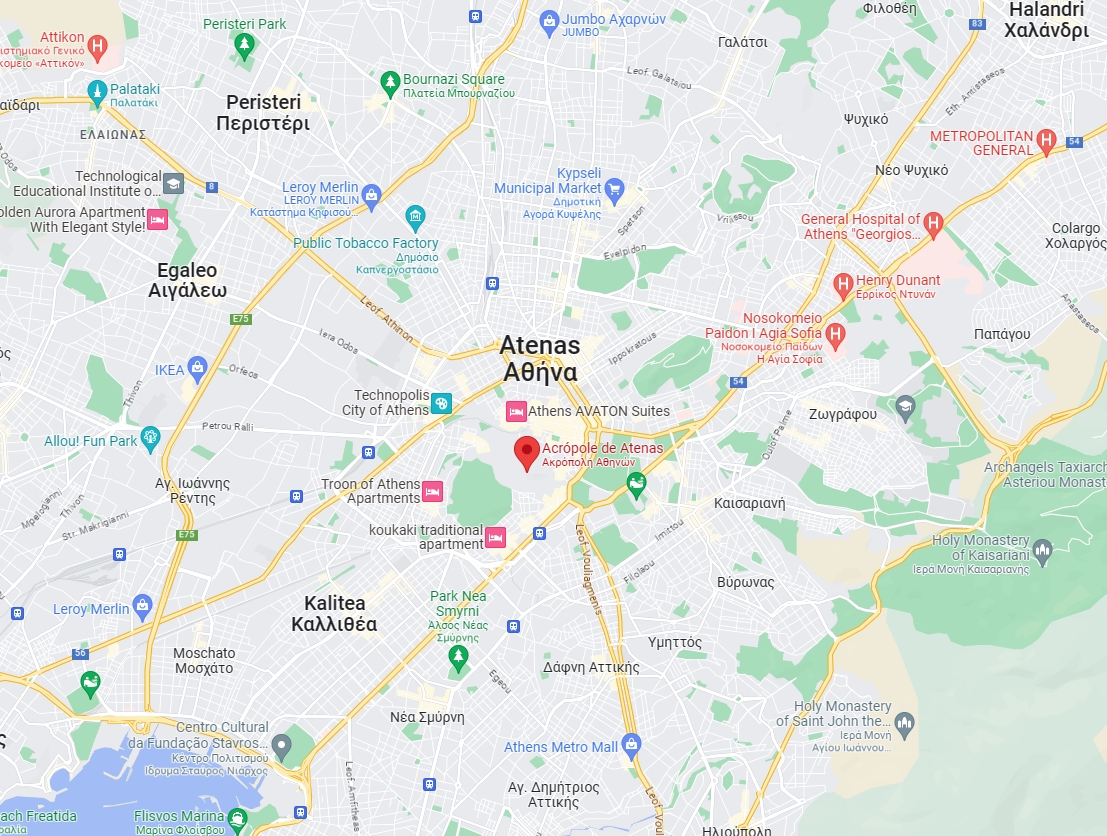 Φιλοθέη
Halandri
Χαλάνδρι
83
Jumbo Αχαρνών
JUMBO
Peristeri Park
Γαλάτσι
Attikon
ιστημιακό Γενικό
κομείο «Αττικόν»
Leof. Galatsiou
Eth. Antistaseos
Bournazi Square
Πλατεία Μπουρναζίου
Palataki
Παλατάκι
αϊδάρι
Peristeri
Περιστέρι
Ψυχικό
ΕΛΑΙΩΝΑΣ
METROPOLITAN
GENERAL
54
Νέο Ψυχικό
Technological
Educational Institute o...
8
Leroy Merlin
LEROY MERLIN
Κατάστημα Κηφισού...
Kypseli
Municipal Market
Δημοτική
Αγορά Κυψέλης
olden Aurora Apartment
With Elegant Style!
Spetson
Vrilissou
General Hospital of
Athens "Georgios...
Colargo
Χολαργός
Public Tobacco Factory
Δημόσιο
Καπνεργοστάσιο
Evelpidon
Egaleo
Αιγάλεω
Henry Dunant
Ερρίκος Ντυνάν
Anastaseos
E75
Leof. Athinon
Nosokomeio
Paidon I Agia Sofia
Νοσοκομείο Παίδων
Η Αγία Σοφία
Παπάγου
Iera Odos
Atenas
Αθήνα
Ippokratous
ός
IKEA
Orfeos
54
Thivon
Technopolis
City of Athens
Athens AVATON Suites
Ζωγράφου
Petrou Ralli
Oulof Palme
Allou! Fun Park
Acrópole de Atenas
Ακρόπολη Αθηνών
Archangels Taxiarch
Asteriou Monast
Αγ. Ιωάννης
Ρέντης
Troon of Athens
Apartments
Καισαριανή
Mpelogianni
Thivon
Str. Makrigianni
E75
koukaki traditional
apartment
Imittou
Leof. Vouliagmenis
Holy Monastery
of Kaisariani
Ιερά Μονή Καισαριανής
Filolaou
Βύρωνας
Leroy Merlin
Kalitea
Καλλιθέα
Park Nea
Smyrni
Άλσος Νέας
Σμύρνης
Υμηττός
56
Moschato
Μοσχάτο
Δάφνη Αττικής
Egeou
Νέα Σμύρνη
Holy Monastery
of Saint John the...
Ιερά Μονή
Αγίου Ιωάννου...
Centro Cultural
da Fundação Stavros...
Κέντρο Πολιτισμού
Ίδρυμα Σταύρος Νιάρχος
Athens Metro Mall
Leof. Amfitheas
Αγ. Δημήτριος
Αττικής
Leof. Vou
ach Freatida
ραλία
Flisvos Marina
Μαρίνα Φλοίσβου
Ηλιούπολη